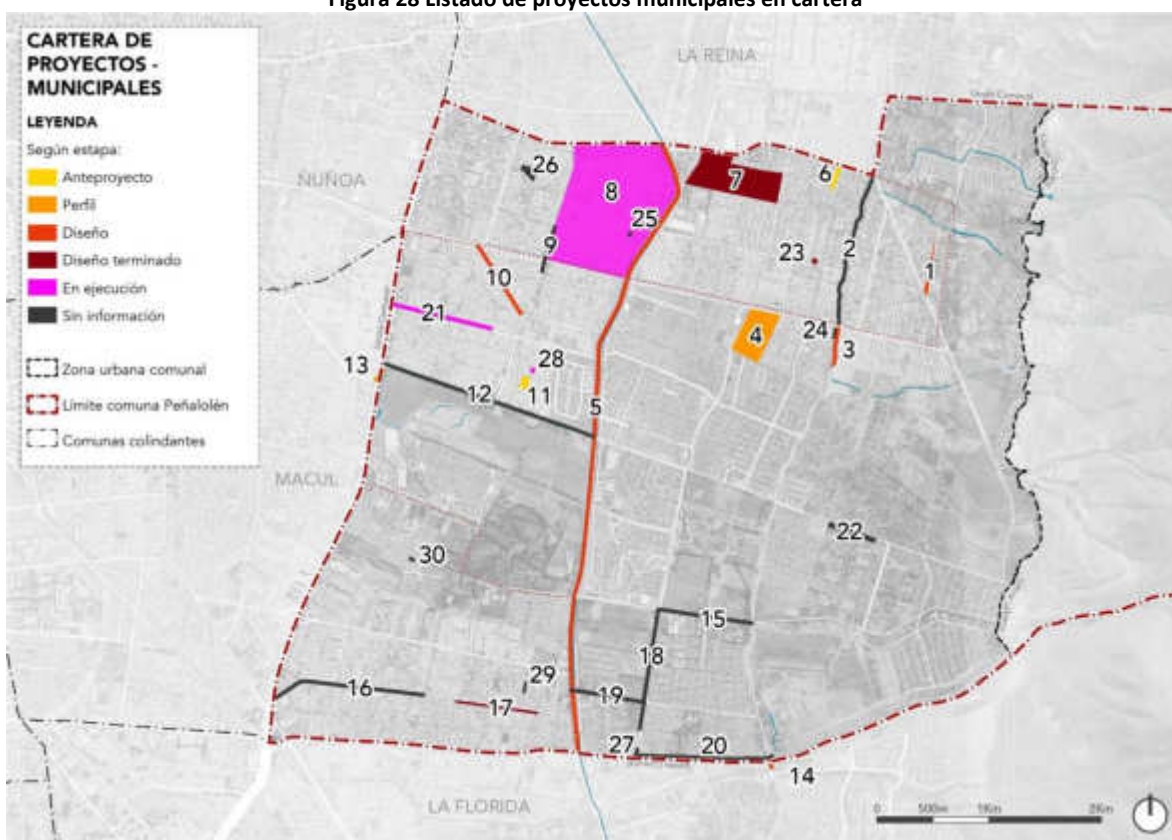 Figura 28 Listado de proyectos municipales en cartera
CARTERA DE
PROYECTOS -
MUNICIPALES
LEYENDA
Según estapa:
Anteproyecto
Perfil
Diseño
Diseño terminado
En ejecución
Sin información
Zona urbana comunal
Límite comuna Peñalolén
Comunas colindantes
LA REINA
ÑUÑOA
MACUL
LA FLORIDA
26
8
7
6
25
9
2
23
1
10
21
4
24
3
28
13
11
12
5
22
30
15
18
29
16
19
17
27
20
14
0 500m 1Km 2Km